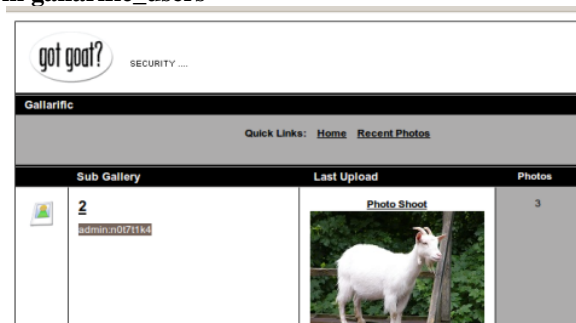 got goat?
SECURITY ....
Gallarific
Quick Links: Home Recent Photos
Sub Gallery Last Upload Photos
2 Photo Shoot 3
admin:n0t7t1k4